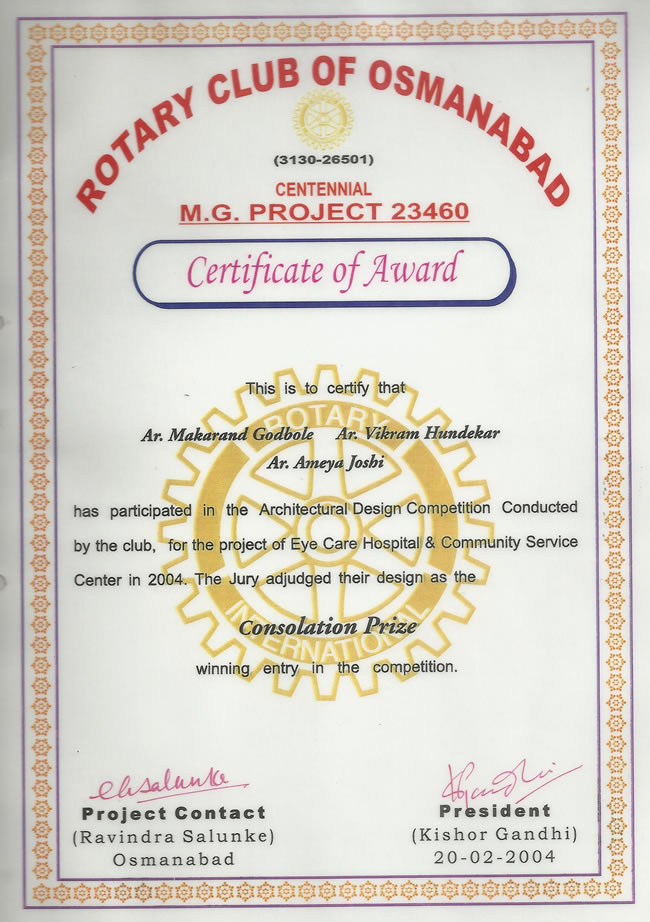 ROTARY CLUB OF OSMANABAD
(3130-26501)
CENTENNIAL
M.G. PROJECT 23460
Certificate of Award
This is to certify that
ROTARY
Ar. Makarand Godbole Ar. Vikram Hundekar
Ar. Ameya Joshi
has participated in the Architectural Design Competition Conducted
by the club, for the project of Eye Care Hospital & Community Service
Center in 2004. The Jury adjudged their design as the
Consolation Prize
INTERNATIONAL
winning entry in the competition.
Project Contact
(Ravindra Salunke)
Osmanabad
President
(Kishor Gandhi)
20-02-2004